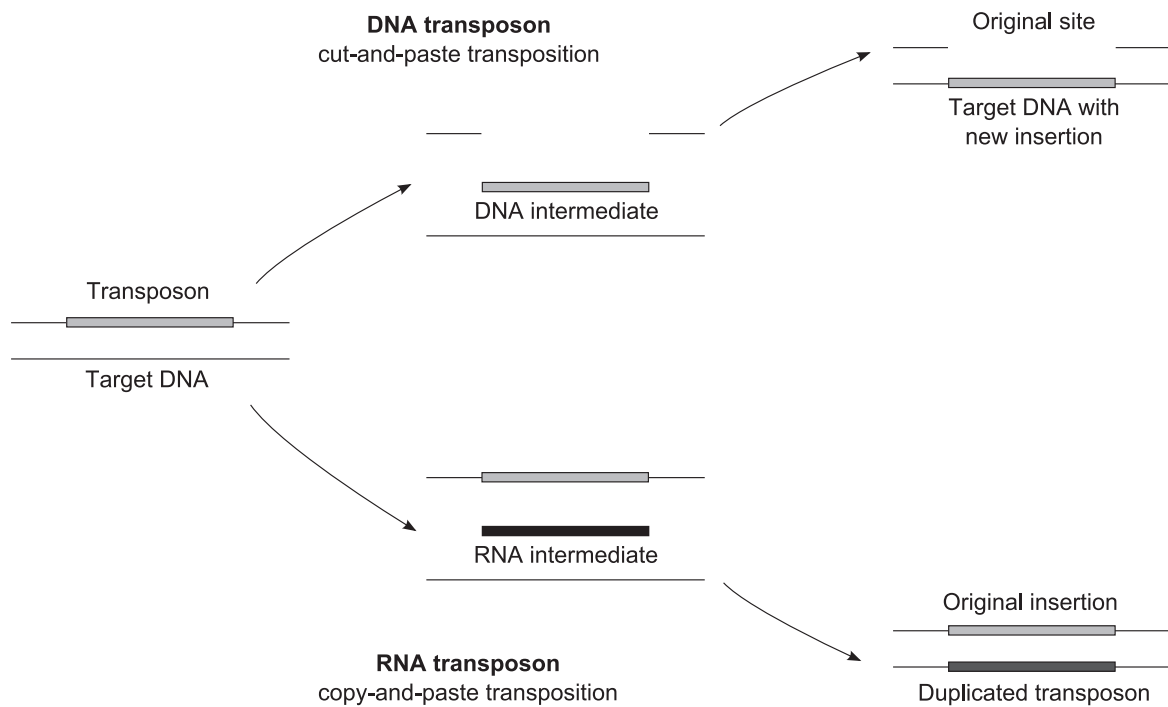 DNA transposon
cut-and-paste transposition
Original site
Target DNA with
new insertion
DNA intermediate
Transposon
Target DNA
RNA intermediate
Original insertion
Duplicated transposon
RNA transposon
copy-and-paste transposition